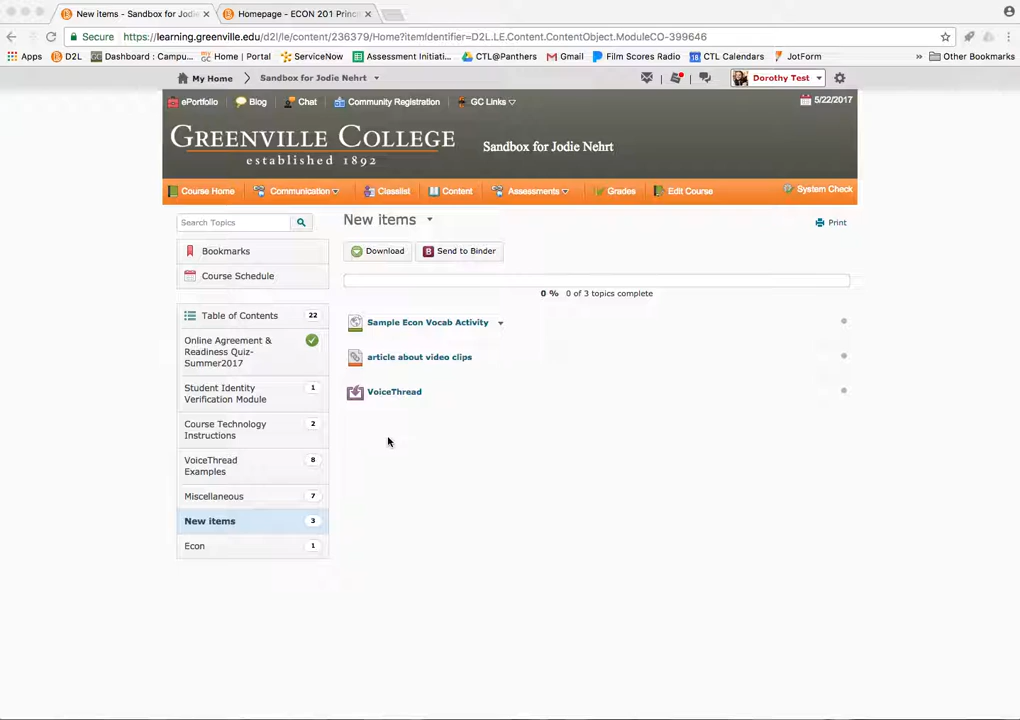 New items - Sandbox for Jodie
Homepage - ECON 201 Princi
Secure https://learning.greenville.edu/d2l/le/content/236379/Home?itemIdentifier=D2L.LE.Content.ContentObject.ModuleCO-399646
Apps D2L Dashboard : Campu... Home | Portal ServiceNow Assessment Initiati... CTL@Panthers Gmail Film Scores Radio 18 CTL Calendars JotForm » Other Bookmarks
My Home Sandbox for Jodie Nehrt Dorothy Test
ePortfolio Blog Chat Community Registration GC Links 5/22/2017
GREENVILLE COLLEGE
established 1892
Sandbox for Jodie Nehrt
Course Home Communication Classlist Content Assessments Grades Edit Course System Check
Search Topics
New items
Print
Bookmarks
Download B Send to Binder
Course Schedule
0 % 0 of 3 topics complete
Table of Contents 22
Online Agreement &
Readiness Quiz-
Summer2017
Student Identity
Verification Module 1
Course Technology
Instructions 2
VoiceThread
Examples 8
Miscellaneous 7
New items 3
Econ 1
Sample Econ Vocab Activity
article about video clips
VoiceThread